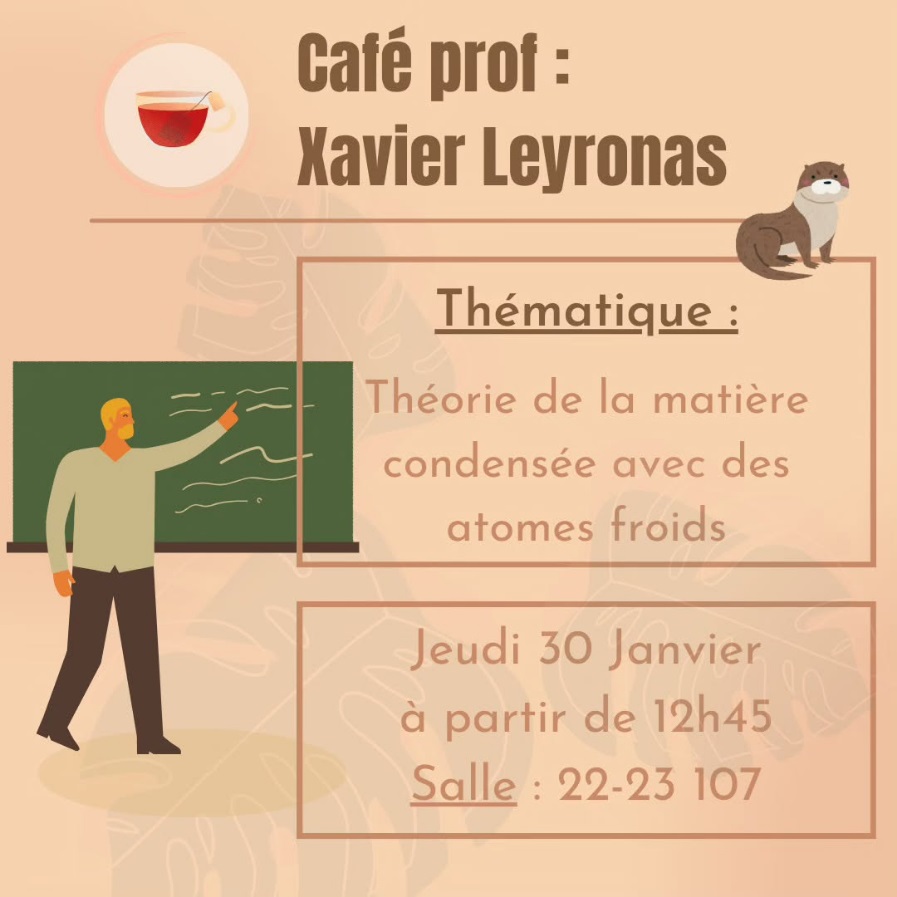 Café prof :
Xavier Leyronas
Thématique :
Théorie de la matière
condensée avec des
atomes froids
Jeudi 30 Janvier
à partir de 12h45
Salle : 22-23 107